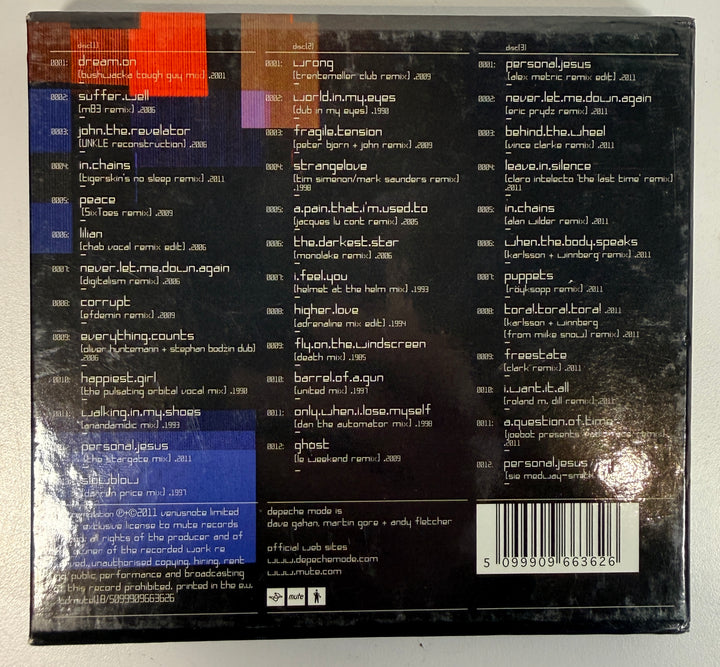 disc[1]
0001: dream.on
[bushwacka tough guy mix] .2001
0002: suffer.well
[m83 remix] .2006
0003: john.the.revelator
[UNKLE reconstruction] .2006
0004: in.chains
[tigerskin's no sleep remix] .2011
0005: peace
[SixToes remix] .2009
0006: lilian
[chab vocal remix edit] .2006
0007: never.let.me.down.again
[digitalism remix] .2006
0008: corrupt
[efdemin remix] .2009
0009: everything.counts
[oliver huntemann + stephan bodzin dub]
.2006
0010: happiest.girl
[the pulsating orbital vocal mix] .1990
0011: walking.in.my.shoes
[anandamidic mix] .1993
personal.jesus
[the stargate mix] .2011
slowblow
[darren price mix] .1997
disc[2]
0001: wrong
[trentemøller club remix] .2009
0002: world.in.my.eyes
[dub in my eyes] .1990
0003: fragile.tension
[peter bjorn + john remix] .2009
0004: strangelove
[tim simenon/mark saunders remix]
.1998
0005: a.pain.that.i'm.used.to
[jacques lu cont remix] .2005
0006: the.darkest.star
[monolake remix] .2006
0007: i.feel.you
[helmet at the helm mix] .1993
0008: higher.love
[adrenaline mix edit] .1994
0009: fly.on.the.windscreen
[death mix] .1985
0010: barrel.of.a.gun
[united mix] .1997
0011: only.when.i.lose.myself
[dan the automator mix] .1998
0012: ghost
[le weekend remix] .2009
disc[3]
0001: personal.jesus
[alex metric remix edit] .2011
0002: never.let.me.down.again
[eric prydz remix] .2011
0003: behind.the.wheel
[vince clarke remix] .2011
0004: leave.in.silence
[claro intelecto 'the last time' remix]
.2011
0005: in.chains
[alan wilder remix] .2011
0006: when.the.body.speaks
[karlsson + winnberg remix] .2011
0007: puppets
[röyksopp remix] .2011
0008: toral.toral.toral .2011
[karlsson + winnberg
(from miike snow) remix] .2011
0009: freestate
[clark remix] .2011
0010: i.want.it.all
[roland m. dill remix] .2011
0011: a.question.of.time
[joebot presents
0012: personal.jesus
[sie medway-smith
℗+©2011 venusnote limited
exclusive license to mute records
all rights of the producer and of
owner of the recorded work re
unauthorised copying, hiring, rent
public performance and broadcasting
this record prohibited. printed in the e.u.
/5099909663626
depeche mode is
dave gahan, martin gore + andy fletcher
official web sites
www.depechemode.com
www.mute.com
mute
5 099909 663626